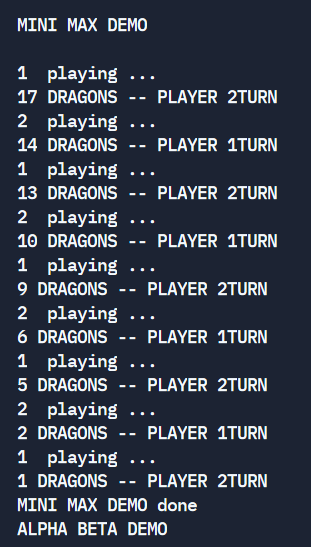 MINI MAX DEMO
1  playing ...
17 DRAGONS -- PLAYER 2TURN
2  playing ...
14 DRAGONS -- PLAYER 1TURN
1  playing ...
13 DRAGONS -- PLAYER 2TURN
2  playing ...
10 DRAGONS -- PLAYER 1TURN
1  playing ...
9 DRAGONS -- PLAYER 2TURN
2  playing ...
6 DRAGONS -- PLAYER 1TURN
1  playing ...
5 DRAGONS -- PLAYER 2TURN
2  playing ...
2 DRAGONS -- PLAYER 1TURN
1  playing ...
1 DRAGONS -- PLAYER 2TURN
MINI MAX DEMO done
ALPHA BETA DEMO